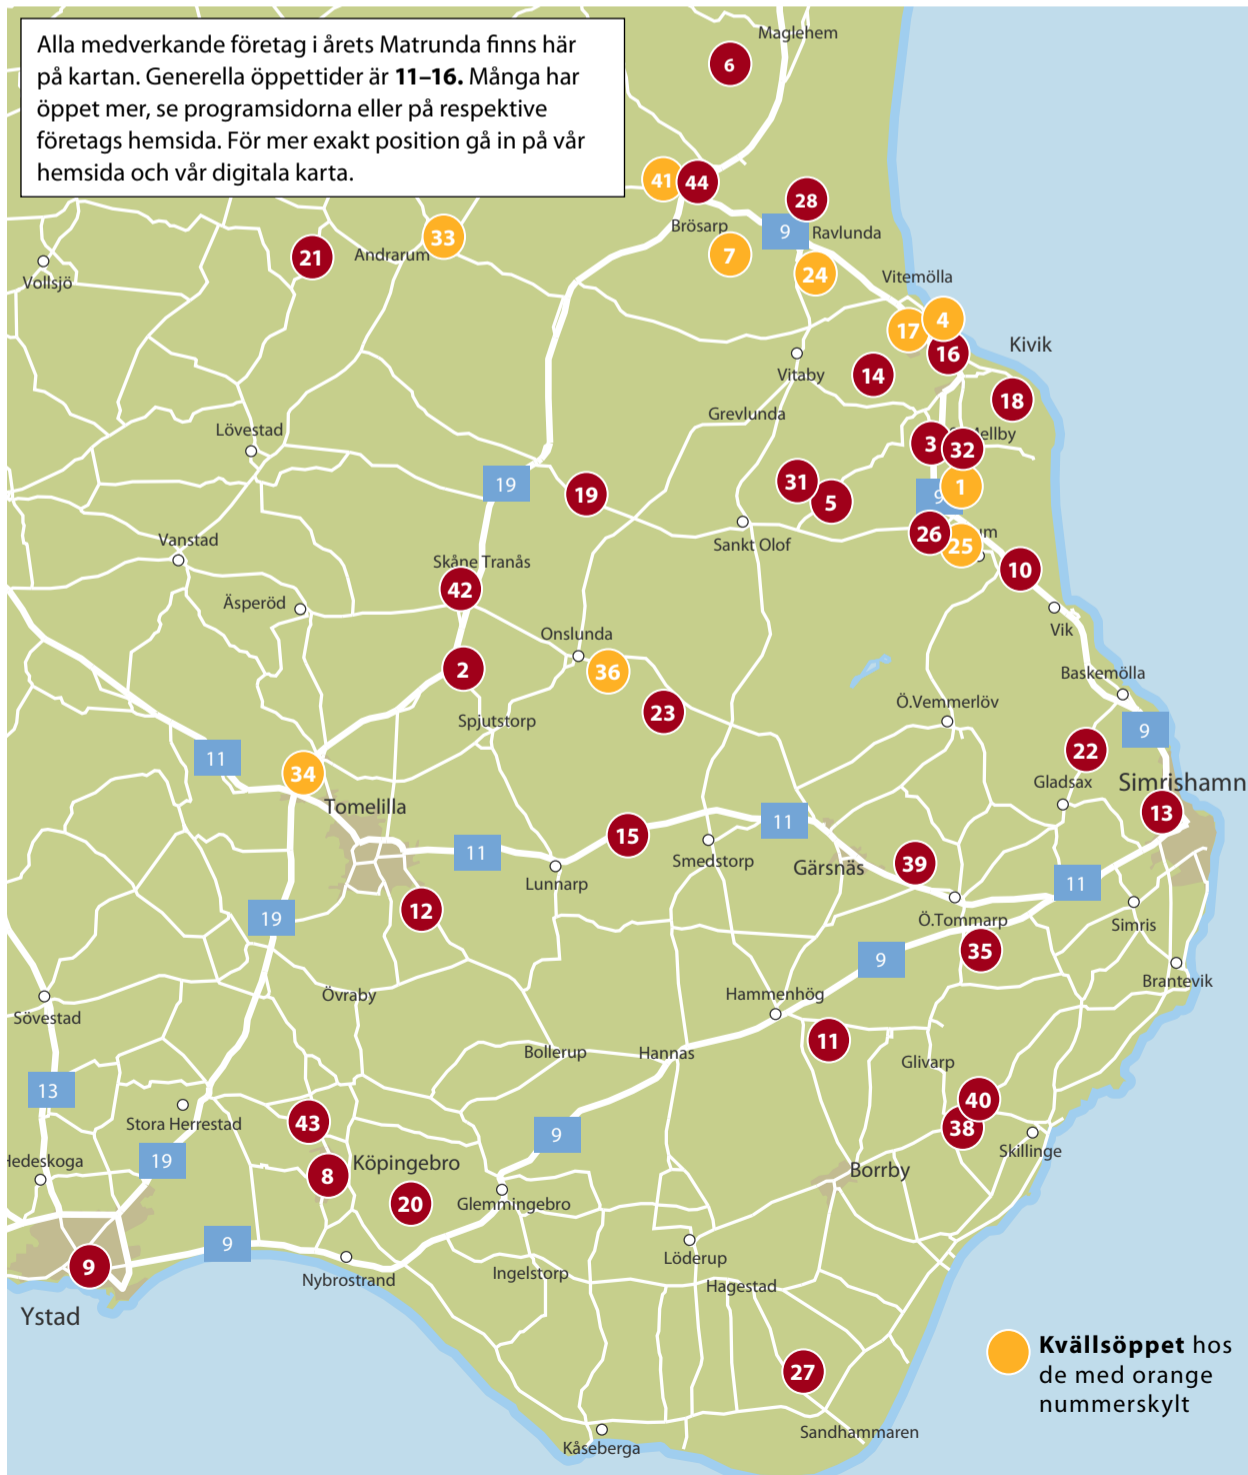 Alla medverkande företag i årets Matrunda finns här
på kartan. Generella öppettider är 11–16. Många har
öppet mer, se programsidorna eller på respektive
företags hemsida. För mer exakt position gå in på vår
hemsida och vår digitala karta.
Maglehem
6
41
44
28
Brösarp
9
Ravlunda
33
21
Andrarum
7
24
Vollsjö
Vitemölla
4
17
16
Kivik
Vitaby
14
18
Grevlunda
Lövestad
3
32
19
19
31
5
9
1
Vanstad
Sankt Olof
26
25
Skåne Tranås
10
42
Äsperöd
Onslunda
Vik
2
36
Baskemölla
23
Spjutstorp
Ö.Vemmerlöv
9
11
22
34
Gladsax
Simrishamn
Tomelilla
13
15
11
11
Smedstorp
Gärsnäs
39
Lunnarp
11
12
19
Ö.Tommarp
Simris
35
9
Övraby
Hammenhög
Brantevik
Sövestad
11
Bollerup
Hannas
Glivarp
13
40
Stora Herrestad
43
38
9
Skillinge
19
Köpingebro
Borrby
8
20
Glemmingebro
9
9
Löderup
Nybrostrand
Ingelstorp
Hagestad
Ystad
27
Kvällsöppet hos
de med orange
nummerskylt
Sandhammaren
Kåseberga